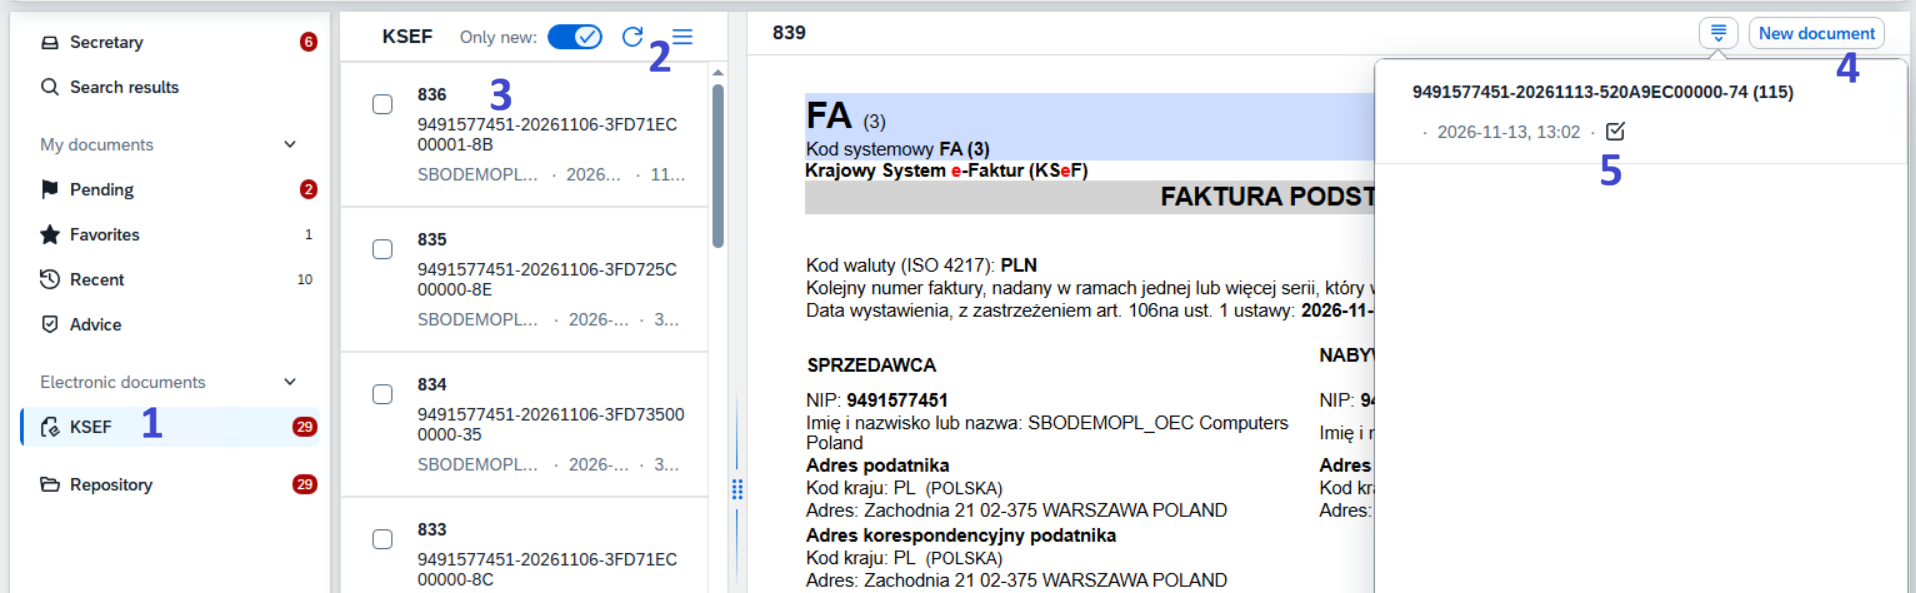 Secretary 6
Search results
My documents
Pending 2
Favorites 1
Recent 10
Advice
Electronic documents
KSEF 1 29
Repository 29
KSEF Only new: 2
836 3
9491577451-20261106-3FD71EC
00001-8B
SBODEMOPL... · 2026... · 11...
835
9491577451-20261106-3FD725C
00000-8E
SBODEMOPL... · 2026-... · 3...
834
9491577451-20261106-3FD73500
0000-35
SBODEMOPL... · 2026-... · 3...
833
9491577451-20261106-3FD71EC
00000-8C
839
New document
4
9491577451-20261113-520A9EC00000-74 (115)
· 2026-11-13, 13:02 ·
5
FA (3)
Kod systemowy FA (3)
Krajowy System e-Faktur (KSeF)
FAKTURA PODST
Kod waluty (ISO 4217): PLN
Kolejny numer faktury, nadany w ramach jednej lub więcej serii, który w
Data wystawienia, z zastrzeżeniem art. 106na ust. 1 ustawy: 2026-11-
SPRZEDAWCA
NIP: 9491577451
Imię i nazwisko lub nazwa: SBODEMOPL_OEC Computers
Poland
Adres podatnika
Kod kraju: PL (POLSKA)
Adres: Zachodnia 21 02-375 WARSZAWA POLAND
Adres korespondencyjny podatnika
Kod kraju: PL (POLSKA)
Adres: Zachodnia 21 02-375 WARSZAWA POLAND
NABY
NIP: 94
Imię i n
Adres
Kod kr
Adres: